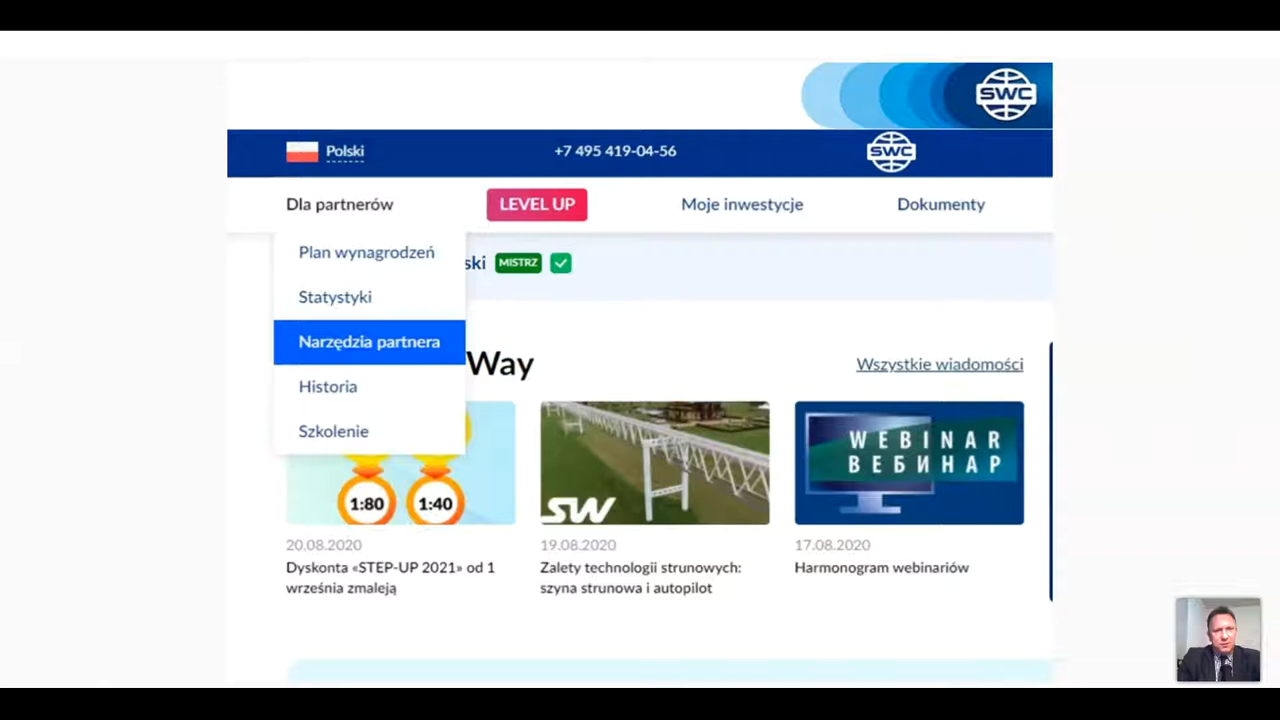 SWC
Polski
+7 495 419-04-56
SWC
Dla partnerów
LEVEL UP
Moje inwestycje
Dokumenty
Plan wynagrodzeń
ski MISTRZ
Statystyki
Narzędzia partnera
Way
Wszystkie wiadomości
Historia
Szkolenie
1:80 1:40
SW
WEBINAR
ВЕБИНАР
20.08.2020
Dyskonta «STEP-UP 2021» od 1
września zmaleją
19.08.2020
Zalety technologii strunowych:
szyna strunowa i autopilot
17.08.2020
Harmonogram webinariów